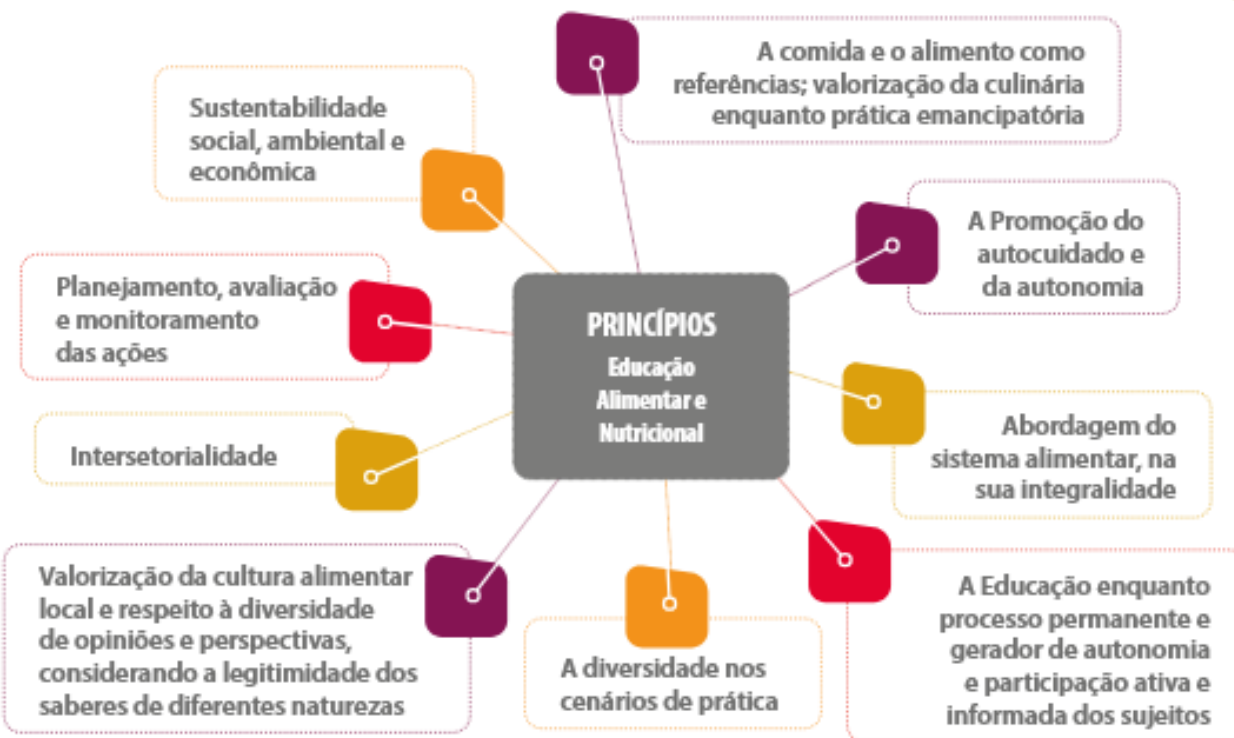 A comida e o alimento como
referências; valorização da culinária
enquanto prática emancipatória
Sustentabilidade
social, ambiental e
econômica
A Promoção do
autocuidado e
da autonomia
Planejamento, avaliação
e monitoramento
das ações
PRINCÍPIOS
Educação
Alimentar e
Nutricional
Abordagem do
sistema alimentar, na
sua integralidade
Intersetorialidade
Valorização da cultura alimentar
local e respeito à diversidade
de opiniões e perspectivas,
considerando a legitimidade dos
saberes de diferentes naturezas
A diversidade nos
cenários de prática
A Educação enquanto
processo permanente e
gerador de autonomia
e participação ativa e
informada dos sujeitos